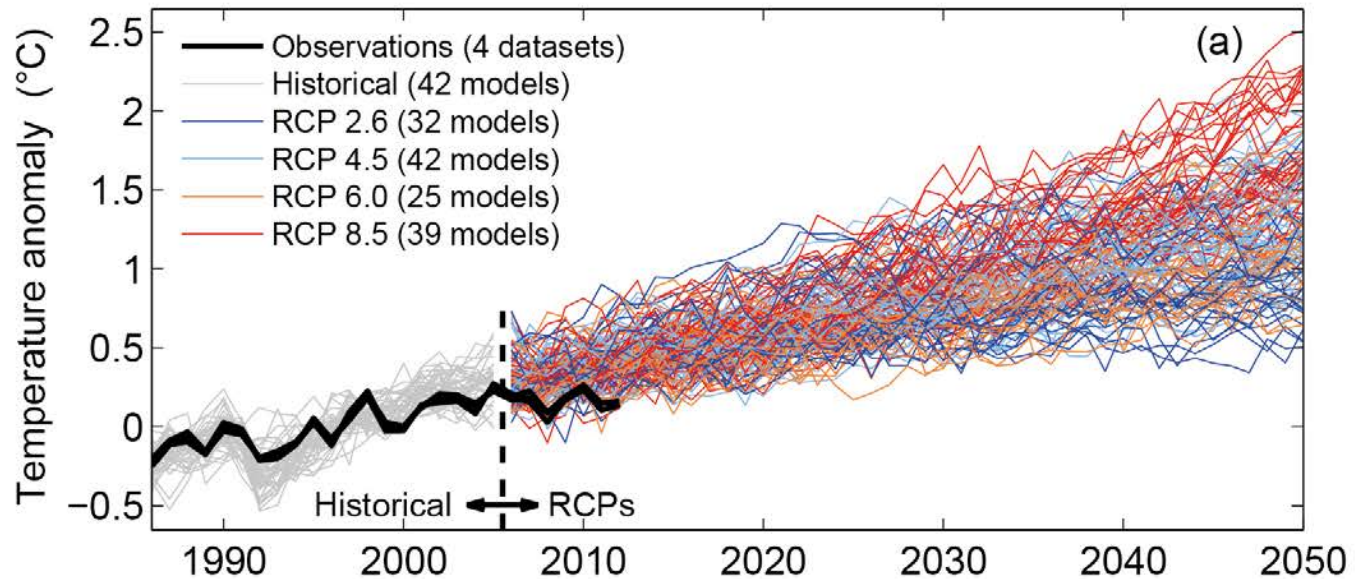 (a)
Observations (4 datasets)
Historical (42 models)
RCP 2.6 (32 models)
RCP 4.5 (42 models)
RCP 6.0 (25 models)
RCP 8.5 (39 models)
Temperature anomaly (°C)
2.5
2
1.5
1
0.5
0
−0.5
Historical RCPs
1990 2000 2010 2020 2030 2040 2050